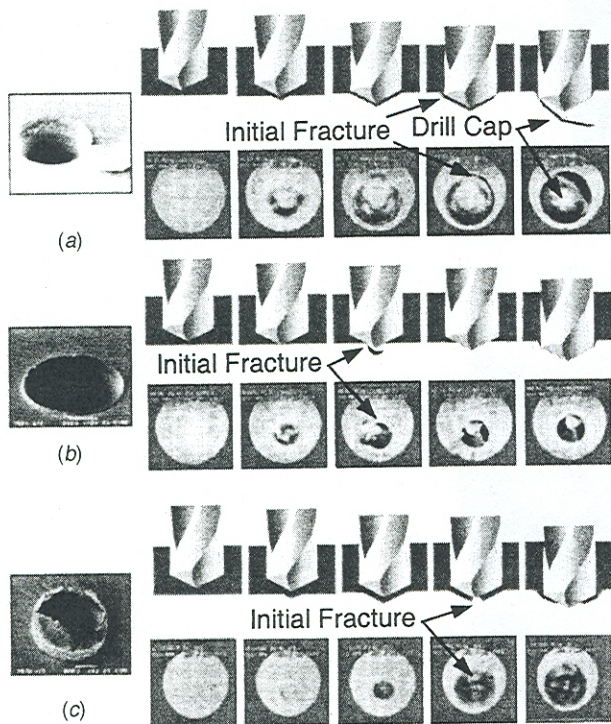 Initial Fracture Drill Cap
(a)
Initial Fracture
(b)
Initial Fracture
(c)